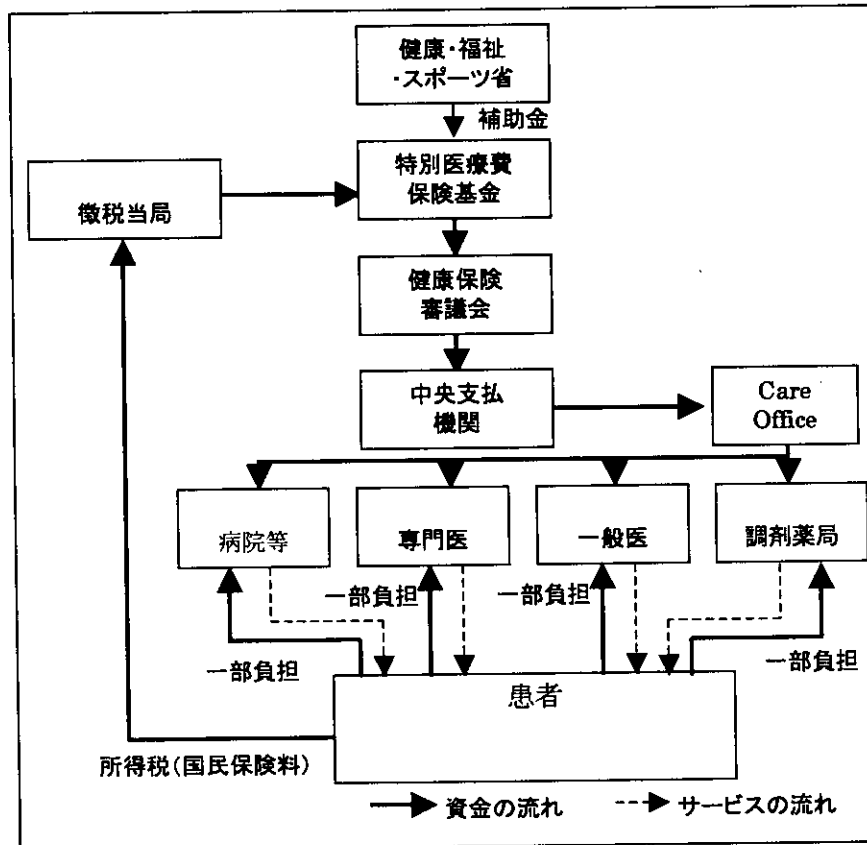 健康・福祉
・スポーツ省
補助金
特別医療費
保険基金
徴税当局
健康保険
審議会
中央支払
機関
Care
Office
病院等
専門医
一般医
調剤薬局
一部負担
一部負担
一部負担
一部負担
患者
所得税(国民保険料)
資金の流れ
サービスの流れ